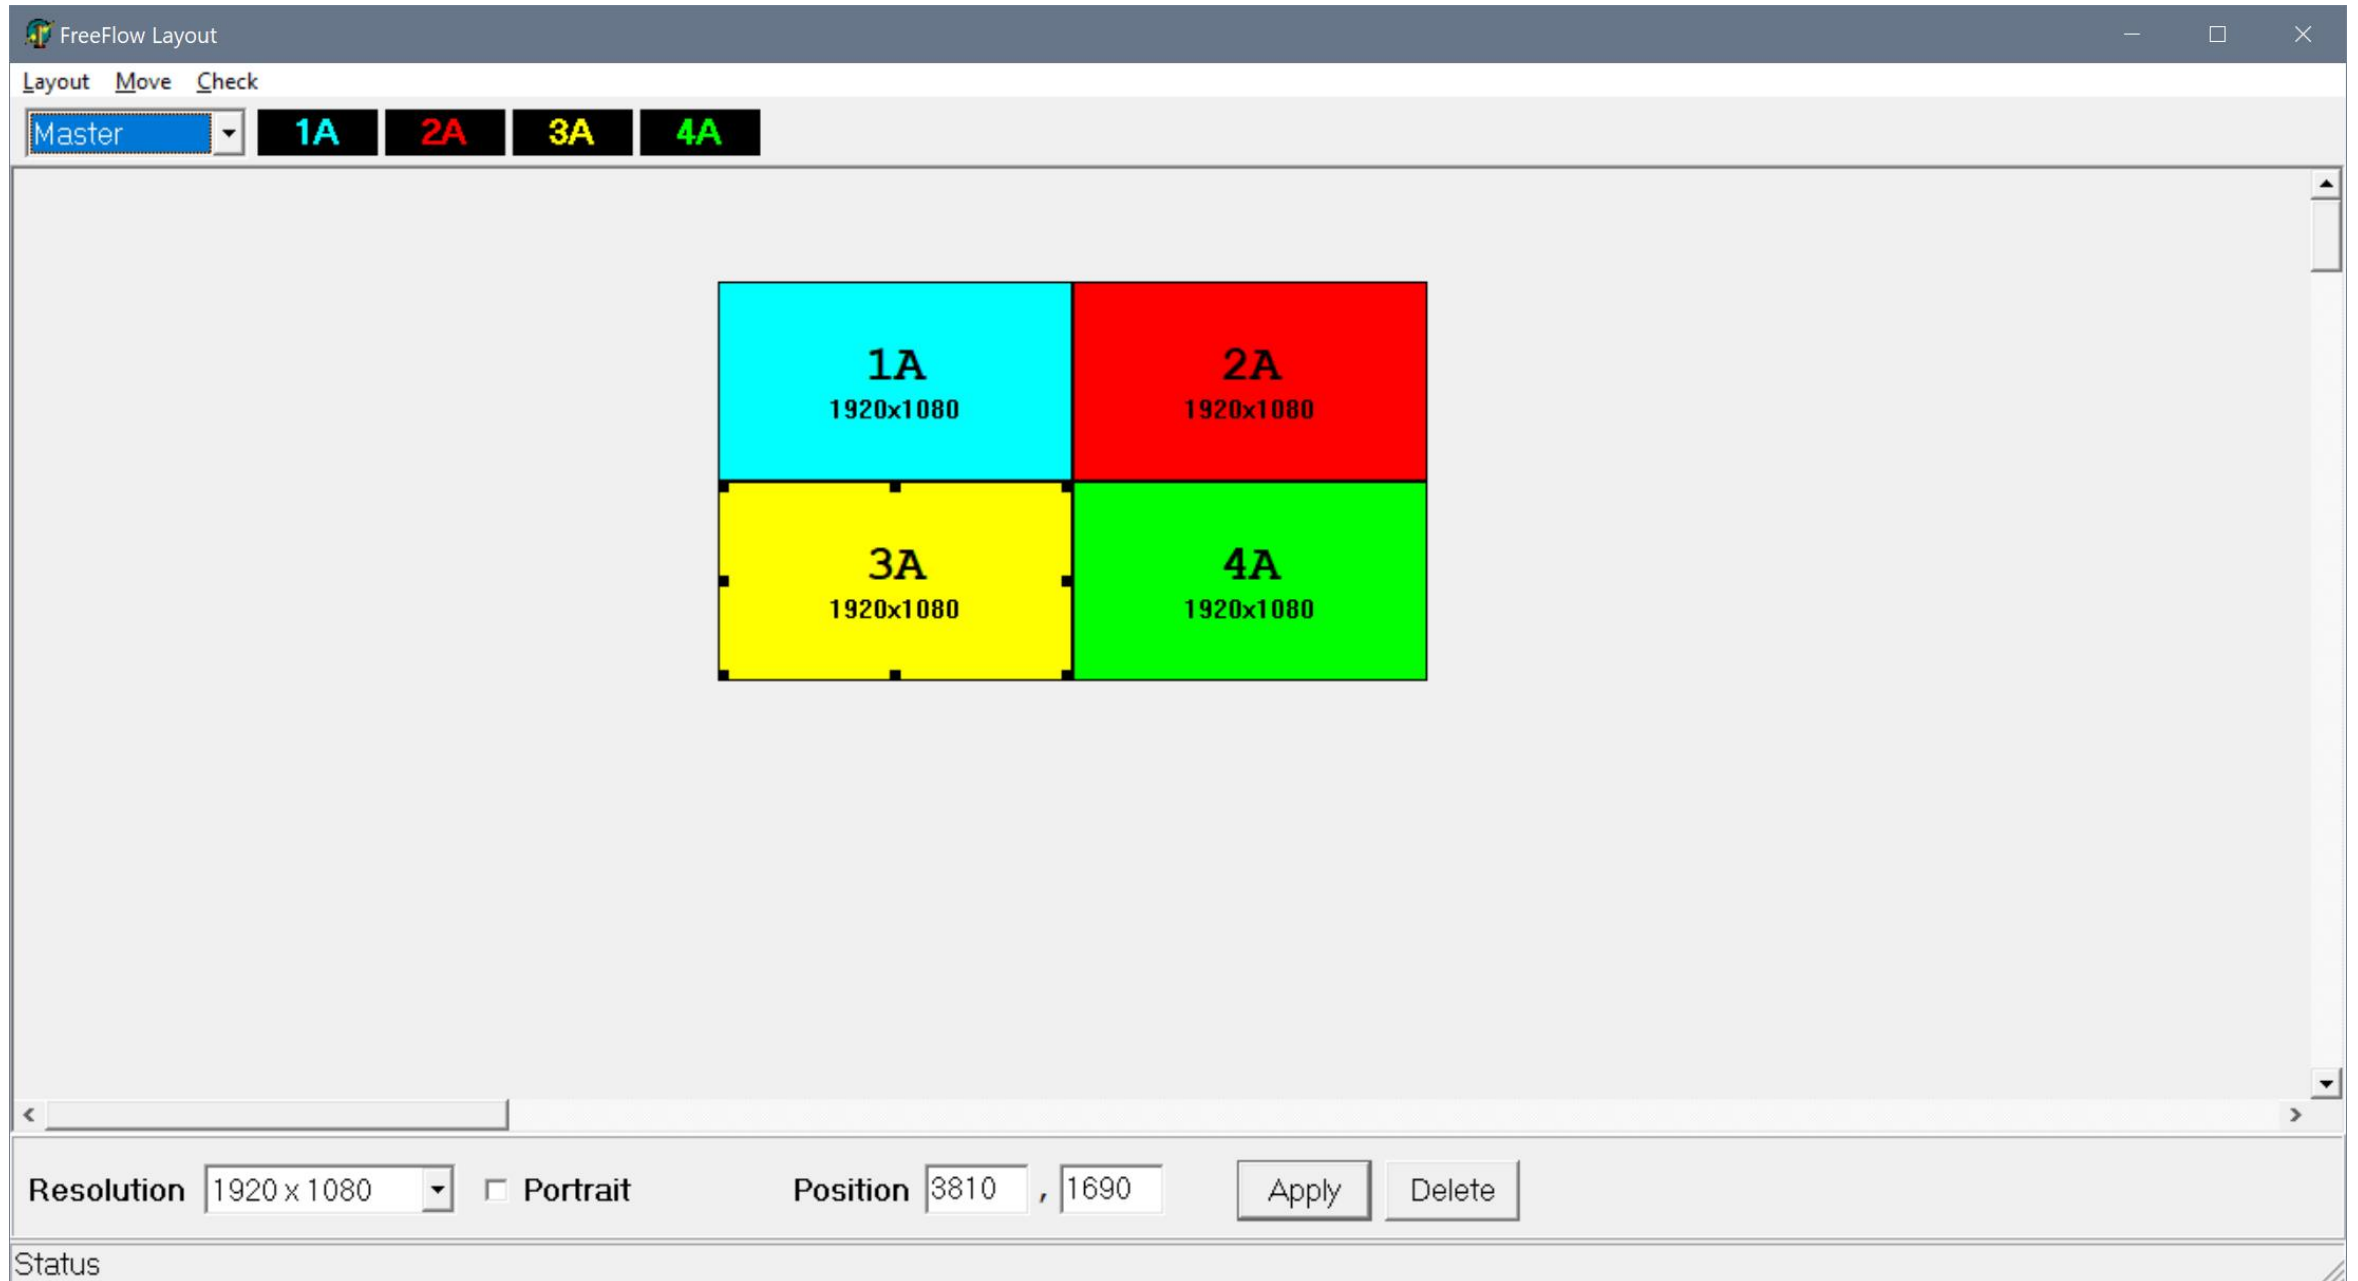 FreeFlow Layout
Layout Move Check
Master 1A 2A 3A 4A
1A 2A
1920x1080 1920x1080
3A 4A
1920x1080 1920x1080
Resolution 1920 x 1080 Portrait Position 3810 , 1690 Apply Delete
Status